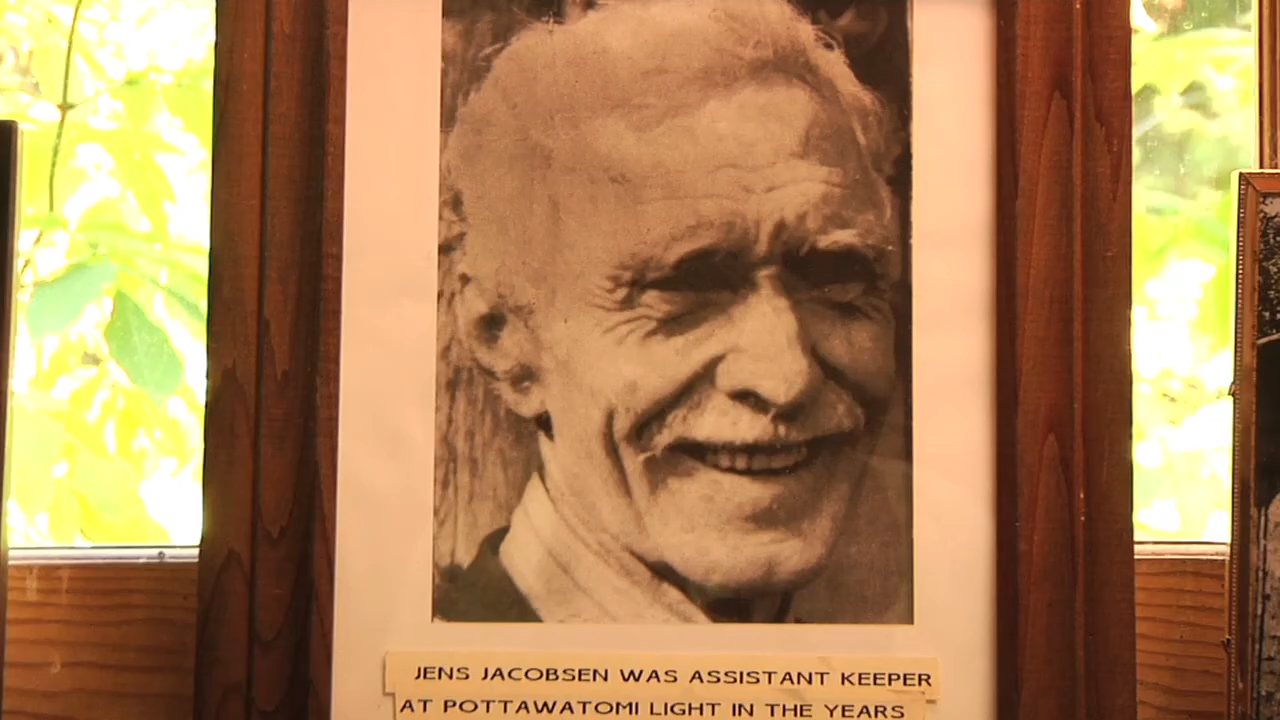 JENS JACOBSEN WAS ASSISTANT KEEPER
AT POTTAWATOMI LIGHT IN THE YEARS